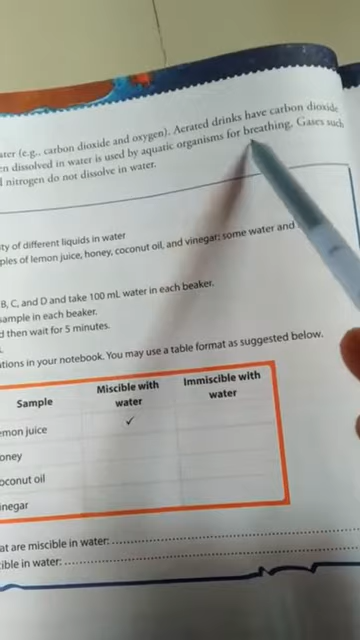 ater (e.g., carbon dioxide and oxygen). Aerated drinks have carbon dioxide
en dissolved in water is used by aquatic organisms for breathing. Gases such
d nitrogen do not dissolve in water.
ity of different liquids in water
ples of lemon juice, honey, coconut oil, and vinegar; some water and
B, C, and D and take 100 mL water in each beaker.
sample in each beaker.
d then wait for 5 minutes.
ations in your notebook. You may use a table format as suggested below.
Sample Miscible with water Immiscible with water
emon juice ✓
oney
oconut oil
inegar
at are miscible in water:
cible in water: